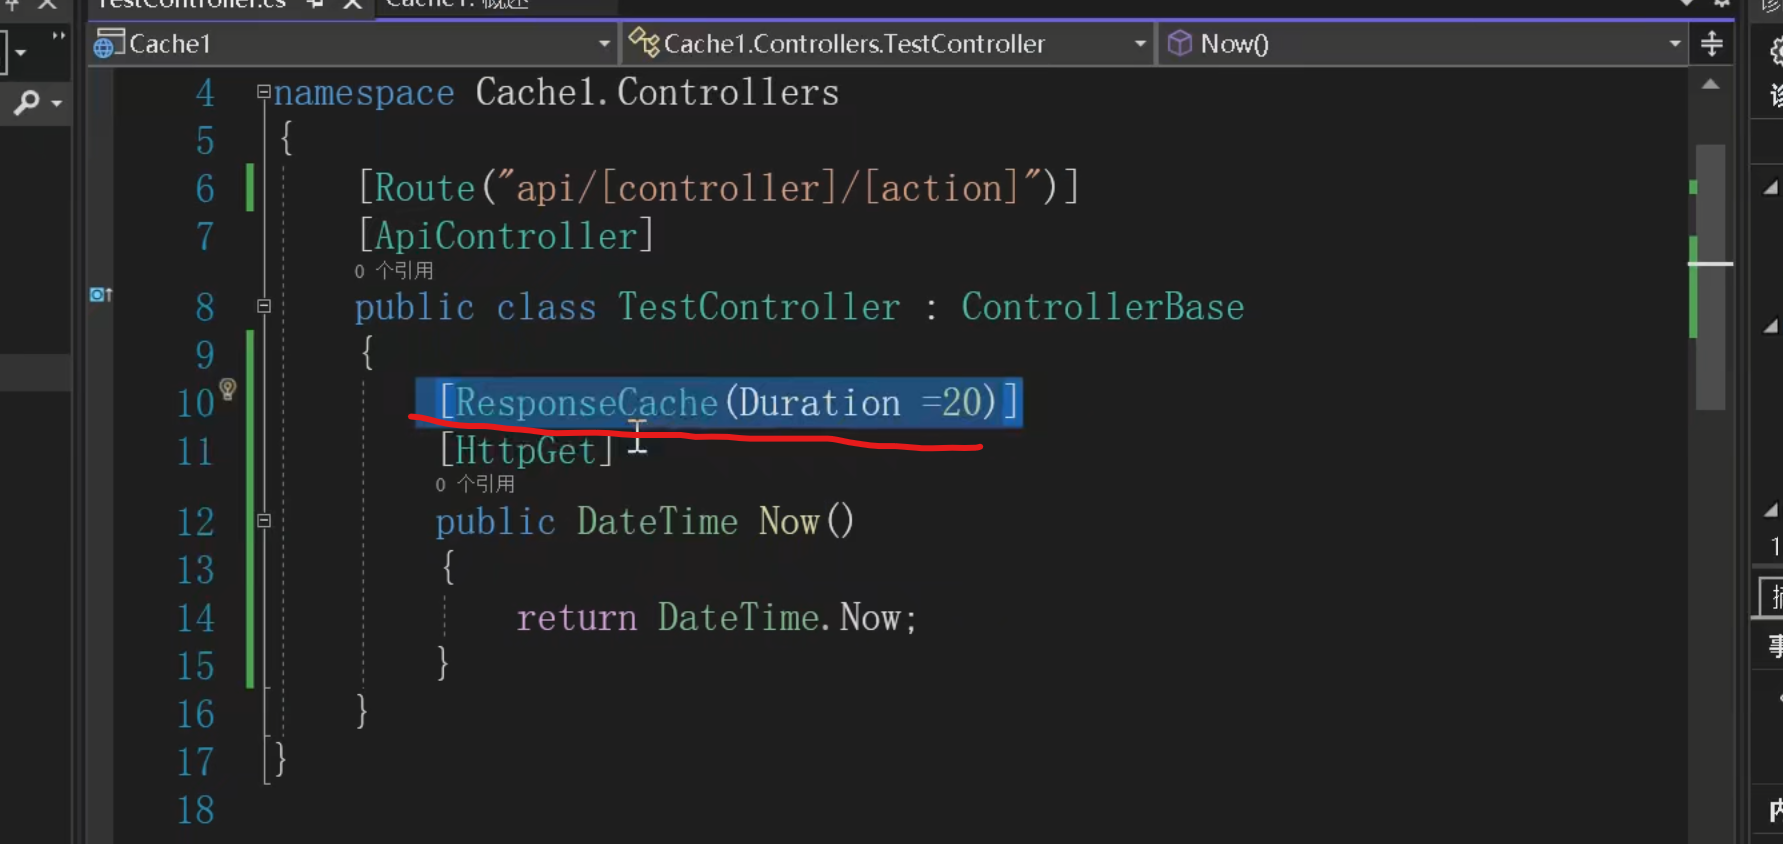 TestController.cs
Cache1: 概述
Cache1
Cache1.Controllers.TestController
Now()
4 namespace Cache1.Controllers
5 {
6 [Route("api/[controller]/[action]")]
7 [ApiController]
0 个引用
8 public class TestController : ControllerBase
9 {
10 [ResponseCache(Duration =20)]
11 [HttpGet]
0 个引用
12 public DateTime Now()
13 {
14 return DateTime.Now;
15 }
16 }
17 }
18